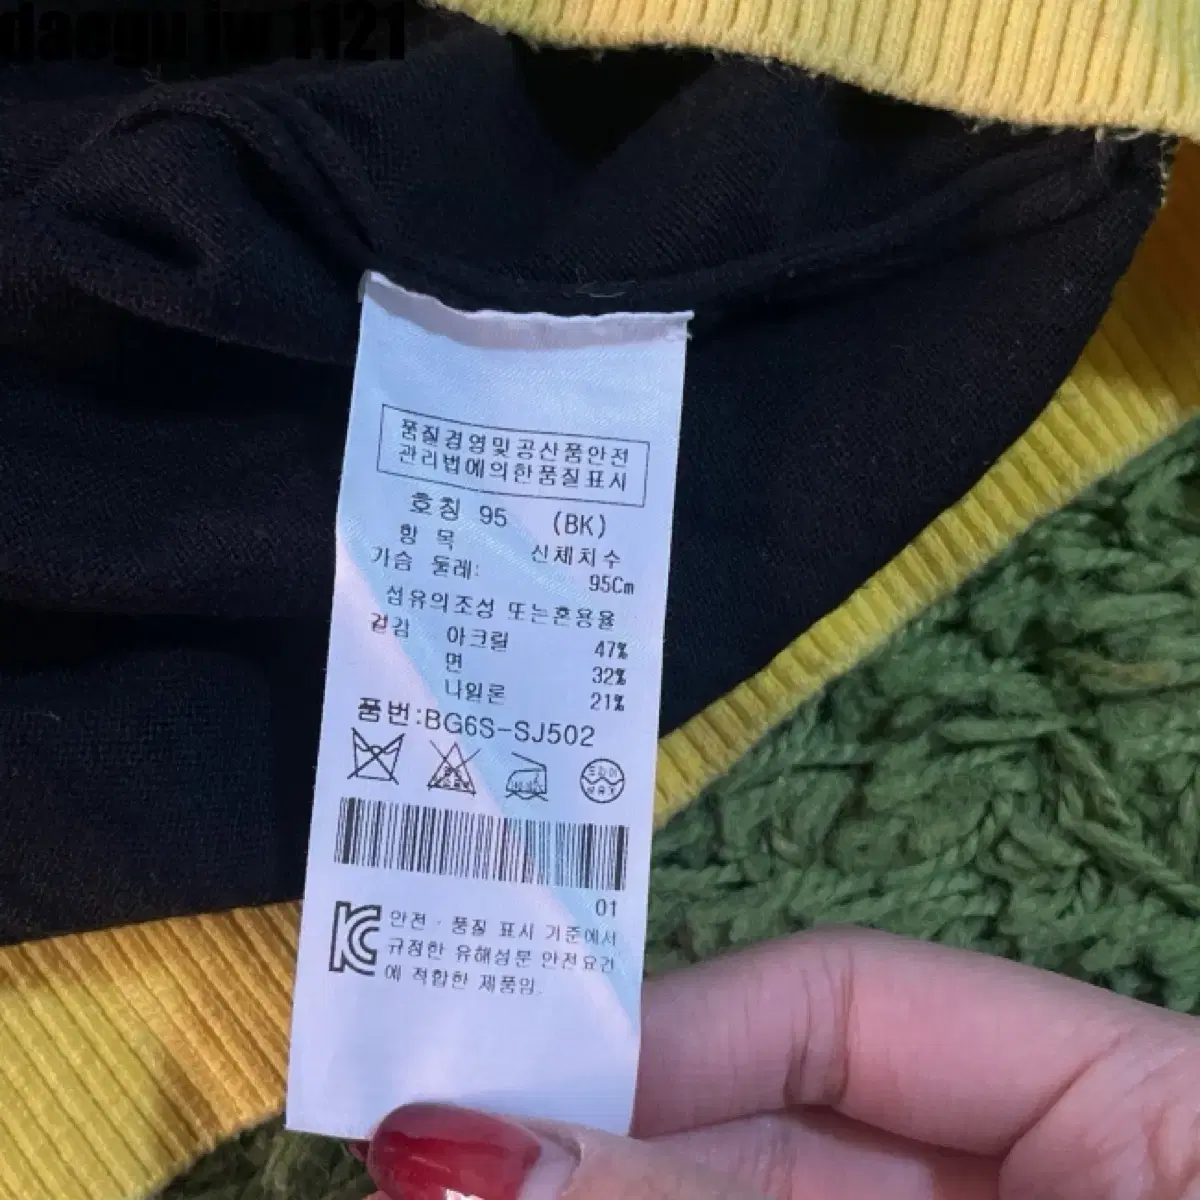 daegu jw 1121
품질경영및공산품안전
관리법에의한품질표시
호칭 95 (BK)
항 목 신체치수
가슴 둘레: 95Cm
섬유의조성 또는혼용율
겉감 아크릴 47%
면 32%
나일론 21%
품번:BG6S-SJ502
01
안전 · 품질 표시 기준에서
규정한 유해성분 안전요건
에 적합한 제품임.